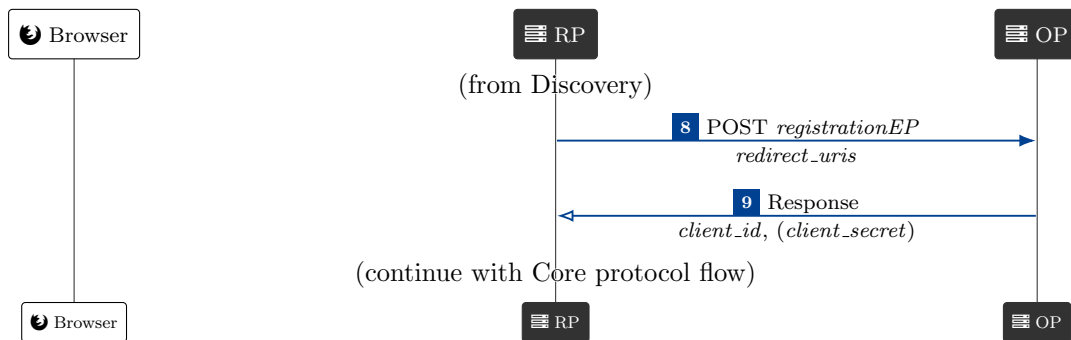 Browser
RP
OP
(from Discovery)
8 POST registrationEP
redirect_uris
9 Response
client_id, (client_secret)
(continue with Core protocol flow)
Browser
RP
OP